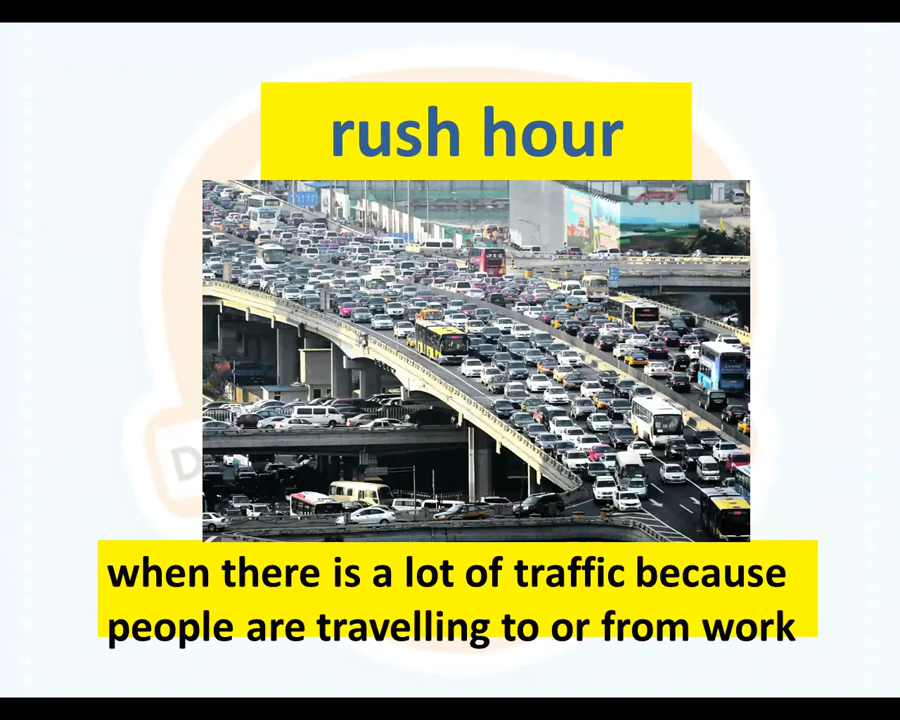 rush hour
when there is a lot of traffic because
people are travelling to or from work